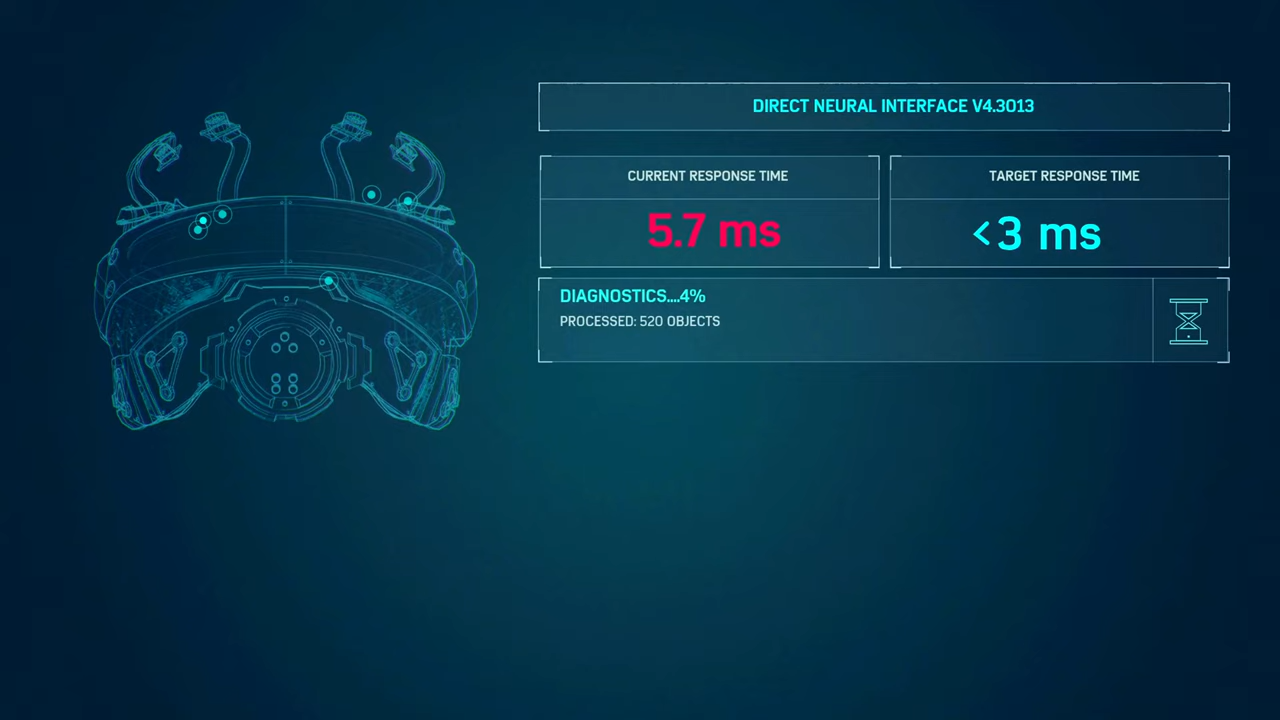 DIRECT NEURAL INTERFACE V4.3013
CURRENT RESPONSE TIME
5.7 ms
TARGET RESPONSE TIME
<3 ms
DIAGNOSTICS....4%
PROCESSED: 520 OBJECTS